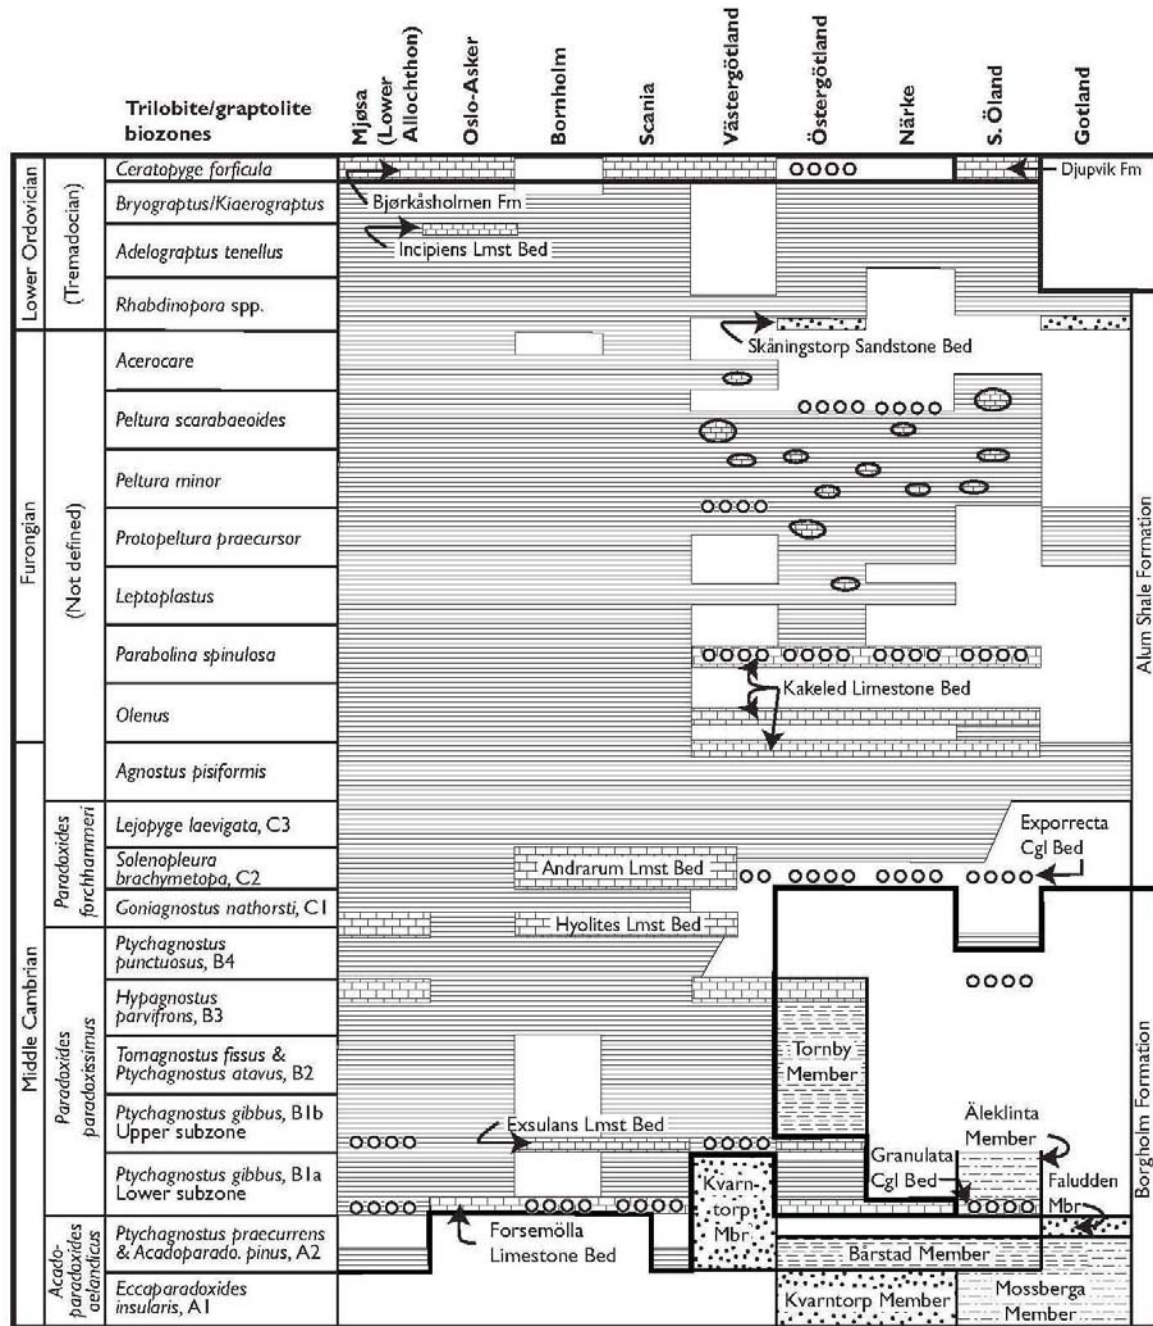 Trilobite/graptolite
biozones
Mjøsa
(Lower
Allochthon)
Oslo-Asker
Bornholm
Scania
Västergötland
Östergötland
Närke
S. Öland
Gotland
Lower Ordovician
(Tremadocian)
Ceratopyge forficula
Djupvik Fm
Bryograptus/Kiaerograptus
Bjørkåsholmen Fm
Adelograptus tenellus
Incipiens Lmst Bed
Rhabdinopora spp.
Skåningstorp Sandstone Bed
Furongian
(Not defined)
Acerocare
Peltura scarabaeoides
Peltura minor
Protopeltura praecursor
Leptoplastus
Parabolina spinulosa
Kakeled Limestone Bed
Olenus
Alum Shale Formation
Middle Cambrian
Agnostus pisiformis
Paradoxides
forchhammeri
Lejopyge laevigata, C3
Exporrecta
Cgl Bed
Solenopleura
brachymetopa, C2
Andrarum Lmst Bed
Goniagnostus nathorsti, C1
Hyolites Lmst Bed
Paradoxides
paradoxissimus
Ptychagnostus
punctuosus, B4
Hypagnostus
parvifrons, B3
Tomagnostus fissus &
Ptychagnostus atavus, B2
Tornby
Member
Ptychagnostus gibbus, B1b
Upper subzone
Exsulans Lmst Bed
Äleklinta
Member
Granulata
Cgl Bed
Faludden
Mbr
Borgholm Formation
Ptychagnostus gibbus, B1a
Lower subzone
Kvarn-
torp
Mbr
Forsemölla
Limestone Bed
Acado-
paradoxides
oelandicus
Ptychagnostus praecurrens
& Acadoparado. pinus, A2
Bårstad Member
Eccaparadoxides
insularis, A1
Kvarntorp Member
Mossberga
Member